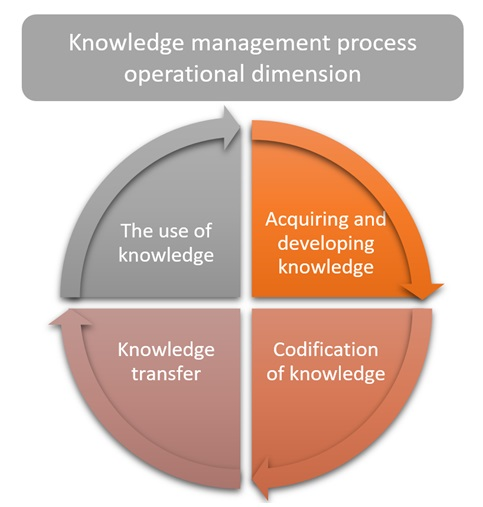 Knowledge management process
operational dimension
The use of
knowledge
Acquiring and
developing
knowledge
Knowledge
transfer
Codification
of knowledge